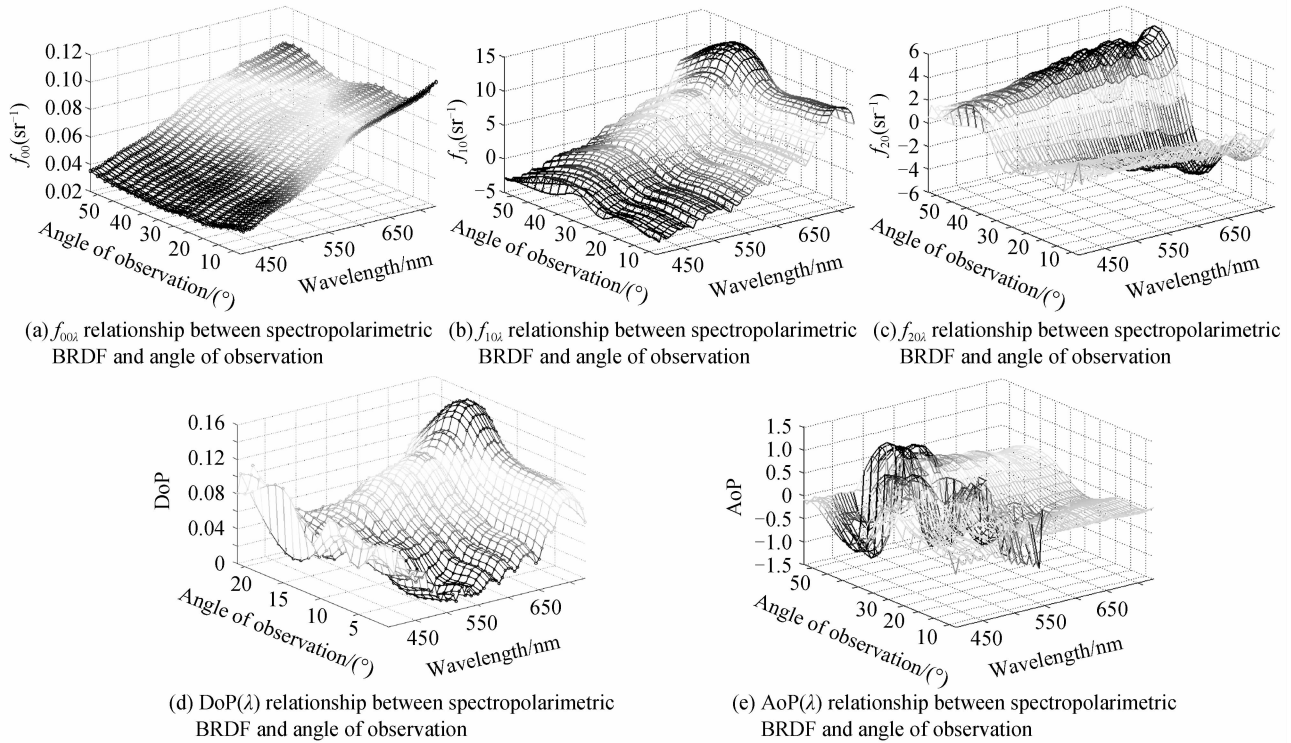 0.12
0.10
0.08
0.06
0.04
0.02
f00(sr−1)
50
40
30
20
10
Angle of observation/(°)
450
550
650
Wavelength/nm
15
10
5
0
−5
f10(sr−1)
50
40
30
20
10
Angle of observation/(°)
450
550
650
Wavelength/nm
6
4
2
0
−2
−4
−6
f20(sr−1)
50
40
30
20
10
Angle of observation/(°)
450
550
650
Wavelength/nm
(a) f00λ relationship between spectropolarimetric
BRDF and angle of observation
(b) f10λ relationship between spectropolarimetric
BRDF and angle of observation
(c) f20λ relationship between spectropolarimetric
BRDF and angle of observation
0.16
0.12
0.08
0.04
0
DoP
20
15
10
5
Angle of observation/(°)
450
550
650
Wavelength/nm
1.5
1.0
0.5
0
−0.5
−1.0
−1.5
AoP
50
30
20
10
Angle of observation/(°)
450
550
650
Wavelength/nm
(d) DoP(λ) relationship between spectropolarimetric
BRDF and angle of observation
(e) AoP(λ) relationship between spectropolarimetric
BRDF and angle of observation